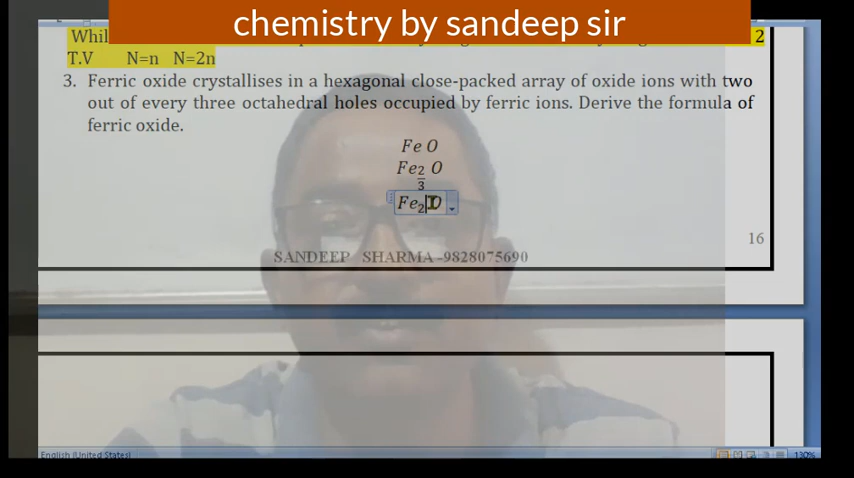 chemistry by sandeep sir
Whil
2
T.V N=n N=2n
3. Ferric oxide crystallises in a hexagonal close-packed array of oxide ions with two
out of every three octahedral holes occupied by ferric ions. Derive the formula of
ferric oxide.
Fe O
Fe2/3 O
Fe2 O
16
SANDEEP SHARMA -9828075690
English (United States)
130%